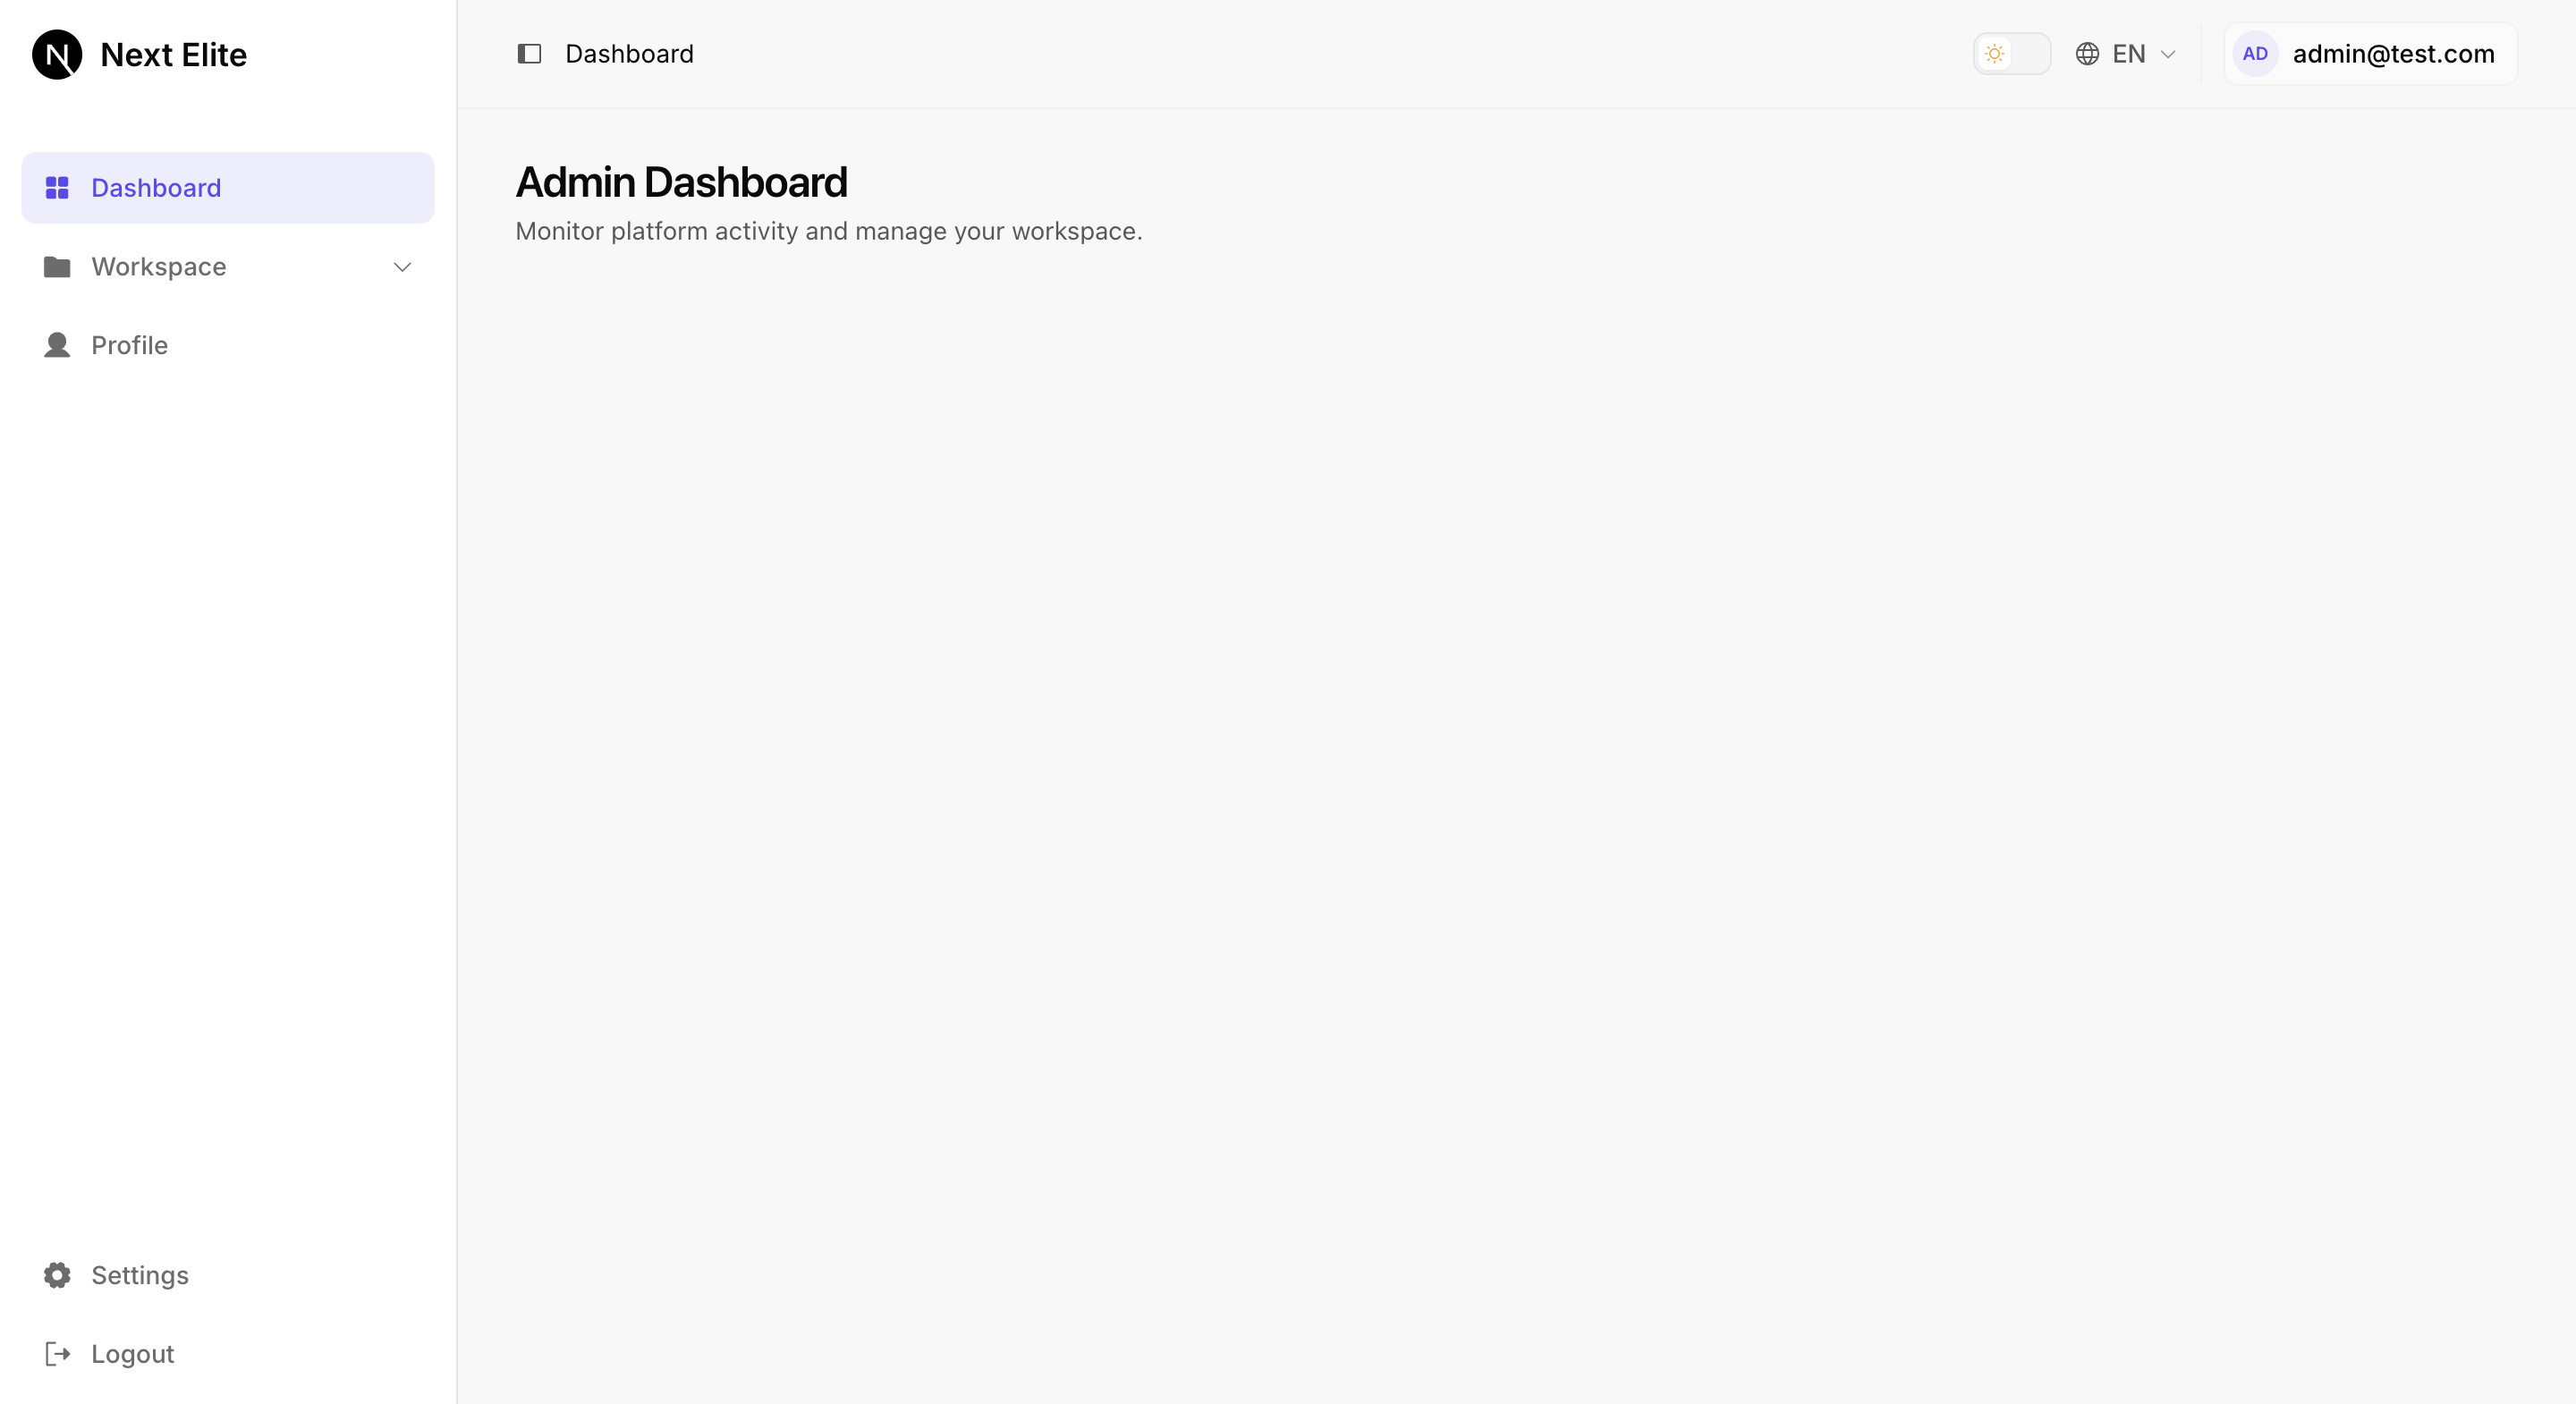 Next Elite
Dashboard
Workspace
Profile
Settings
Logout
Dashboard
EN
AD
admin@test.com
Admin Dashboard
Monitor platform activity and manage your workspace.